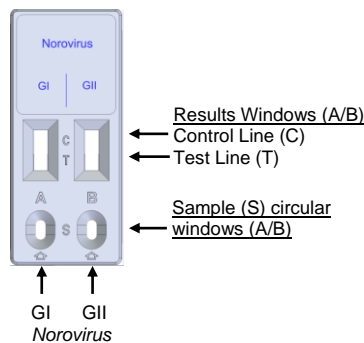 Norovirus
GI GII
Results Windows (A/B)
C Control Line (C)
T Test Line (T)
A B
S Sample (S) circular
windows (A/B)
GI GII
Norovirus